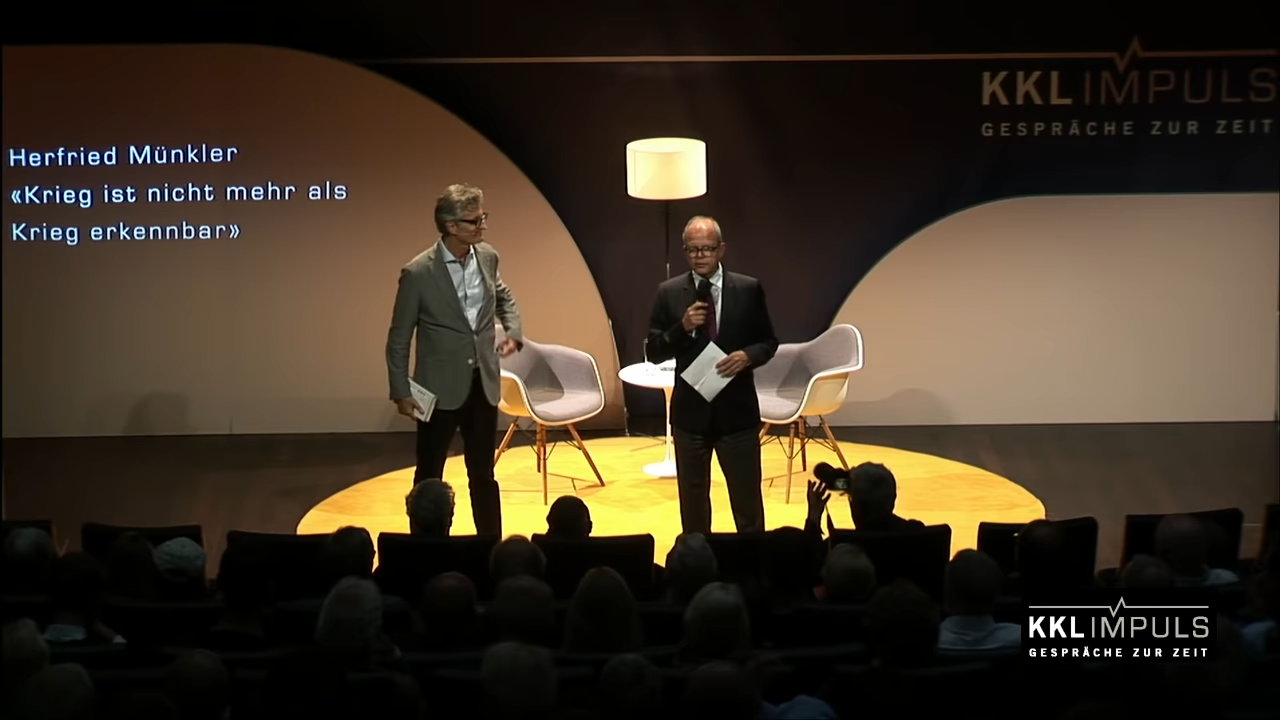 Herfried Münkler
«Krieg ist nicht mehr als
Krieg erkennbar»
KKL IMPULS
GESPRÄCHE ZUR ZEIT
KKL IMPULS
GESPRÄCHE ZUR ZEIT